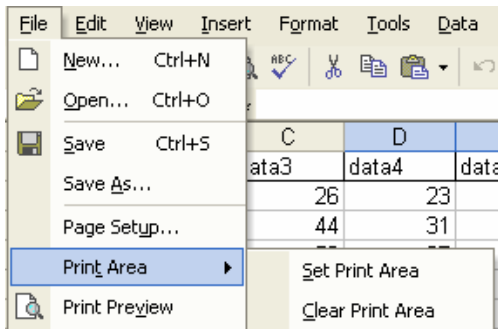 File Edit View Insert Format Tools Data
New... Ctrl+N
ABC
Open... Ctrl+O
C D
Save Ctrl+S
ata3 data4 data
Save As...
26 23
Page Setup...
44 31
Print Area
Set Print Area
Print Preview
Clear Print Area